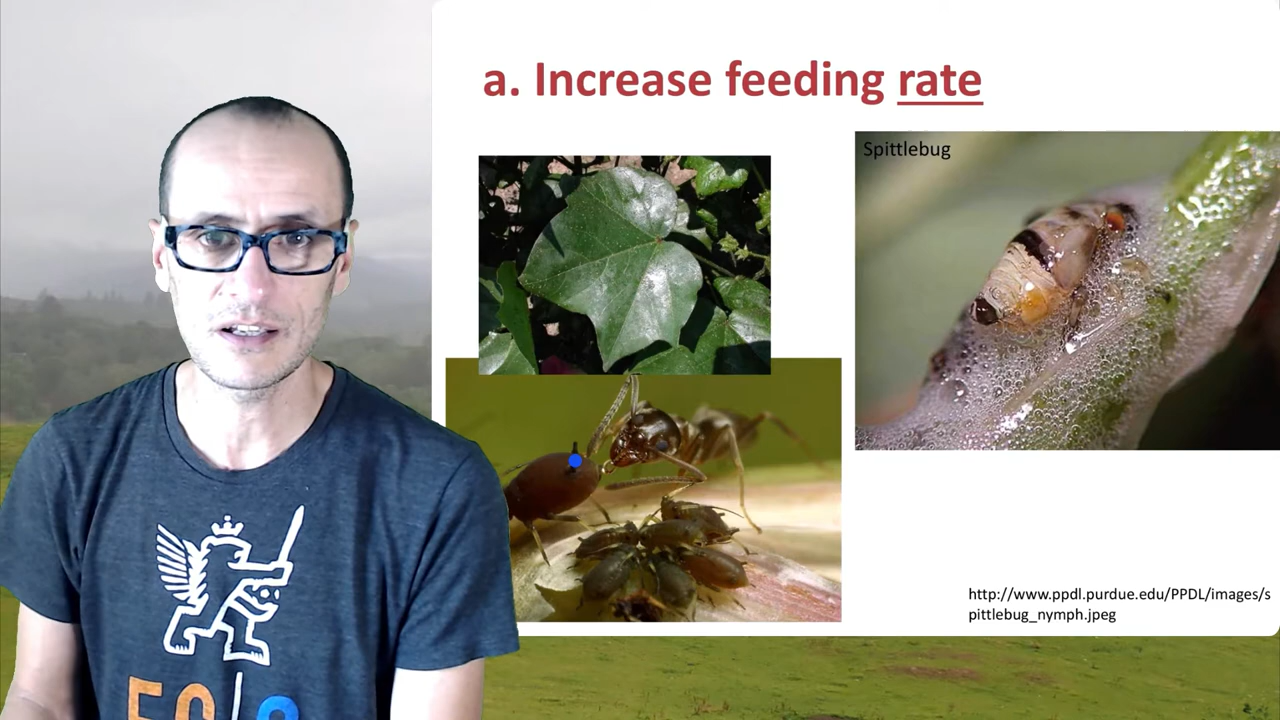 a. Increase feeding rate
Spittlebug
http://www.ppdl.purdue.edu/PPDL/images/s
pittlebug_nymph.jpeg